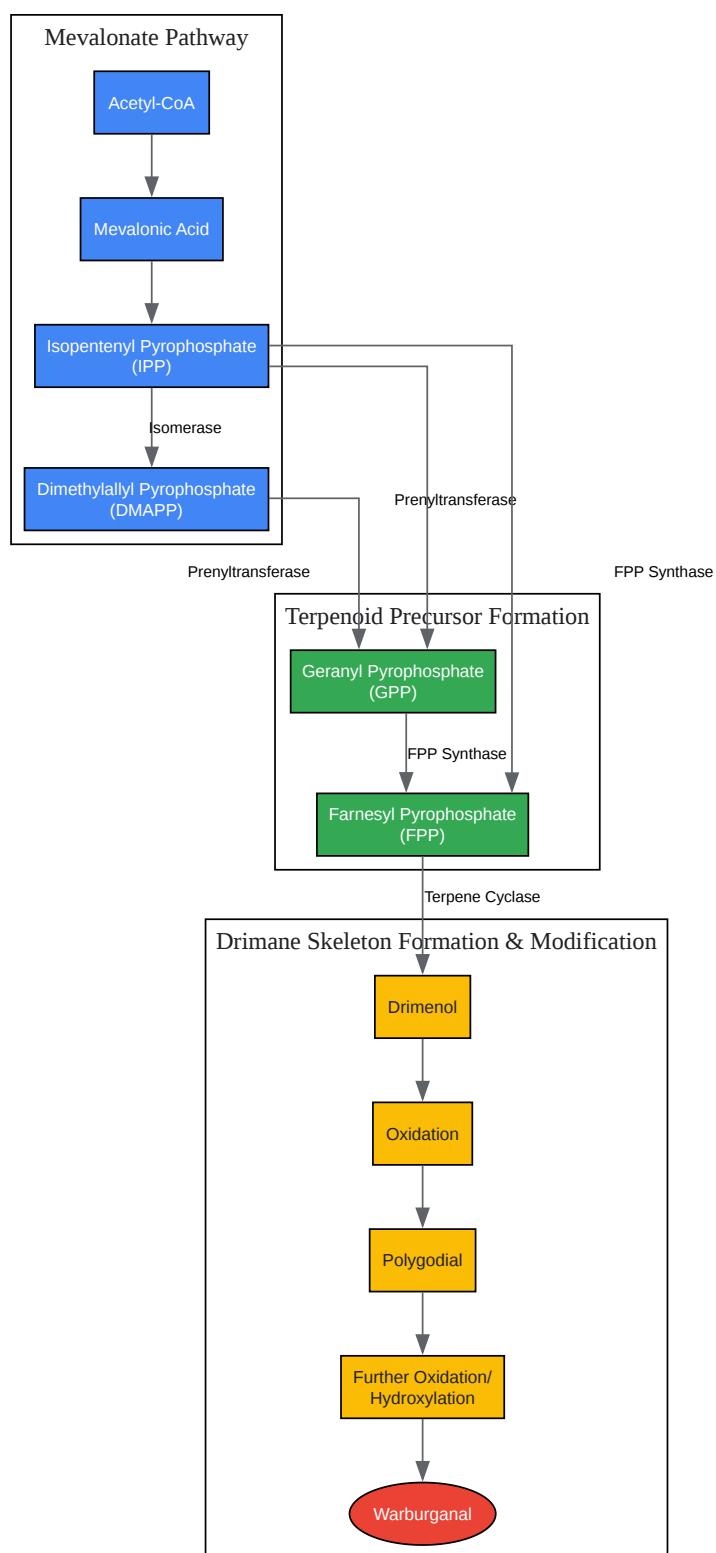 Mevalonate Pathway
Acetyl-CoA
Mevalonic Acid
Isopentenyl Pyrophosphate
(IPP)
Isomerase
Dimethylallyl Pyrophosphate
(DMAPP)
Prenyltransferase
Prenyltransferase
FPP Synthase
Terpenoid Precursor Formation
Geranyl Pyrophosphate
(GPP)
FPP Synthase
Farnesyl Pyrophosphate
(FPP)
Terpene Cyclase
Drimane Skeleton Formation & Modification
Drimenol
Oxidation
Polygodial
Further Oxidation/
Hydroxylation
Warburganal